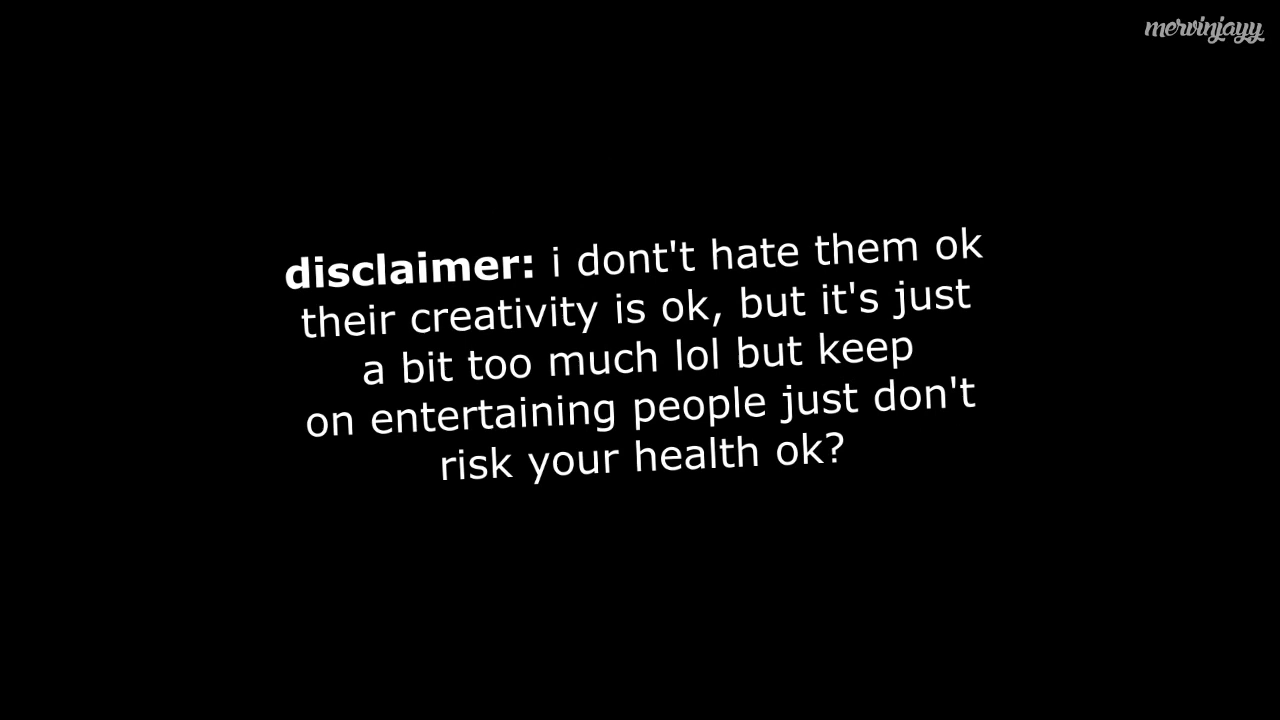 mervinjayy
disclaimer: i dont't hate them ok
their creativity is ok, but it's just
a bit too much lol but keep
on entertaining people just don't
risk your health ok?